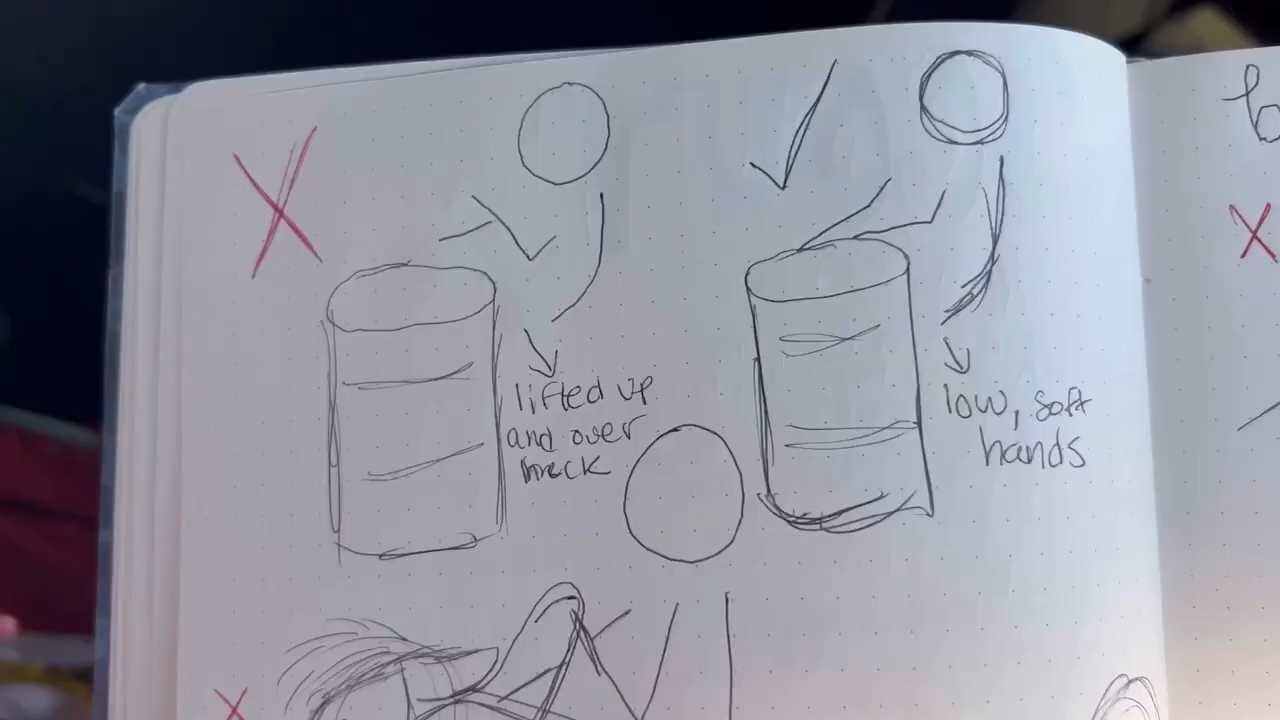 lifted up
and over
neck
low, soft
hands